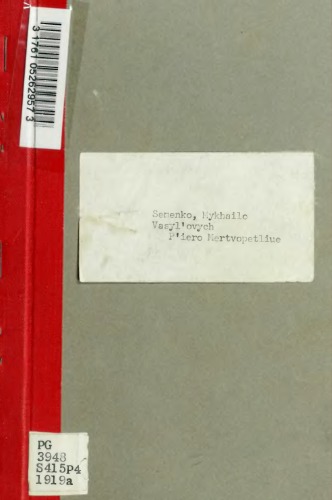 3 1761 05262957 3
Semenko, Mykhailo
Vasyl'ovych
P'iero Mertvopetliue
PG
3948
S415P4
1919a